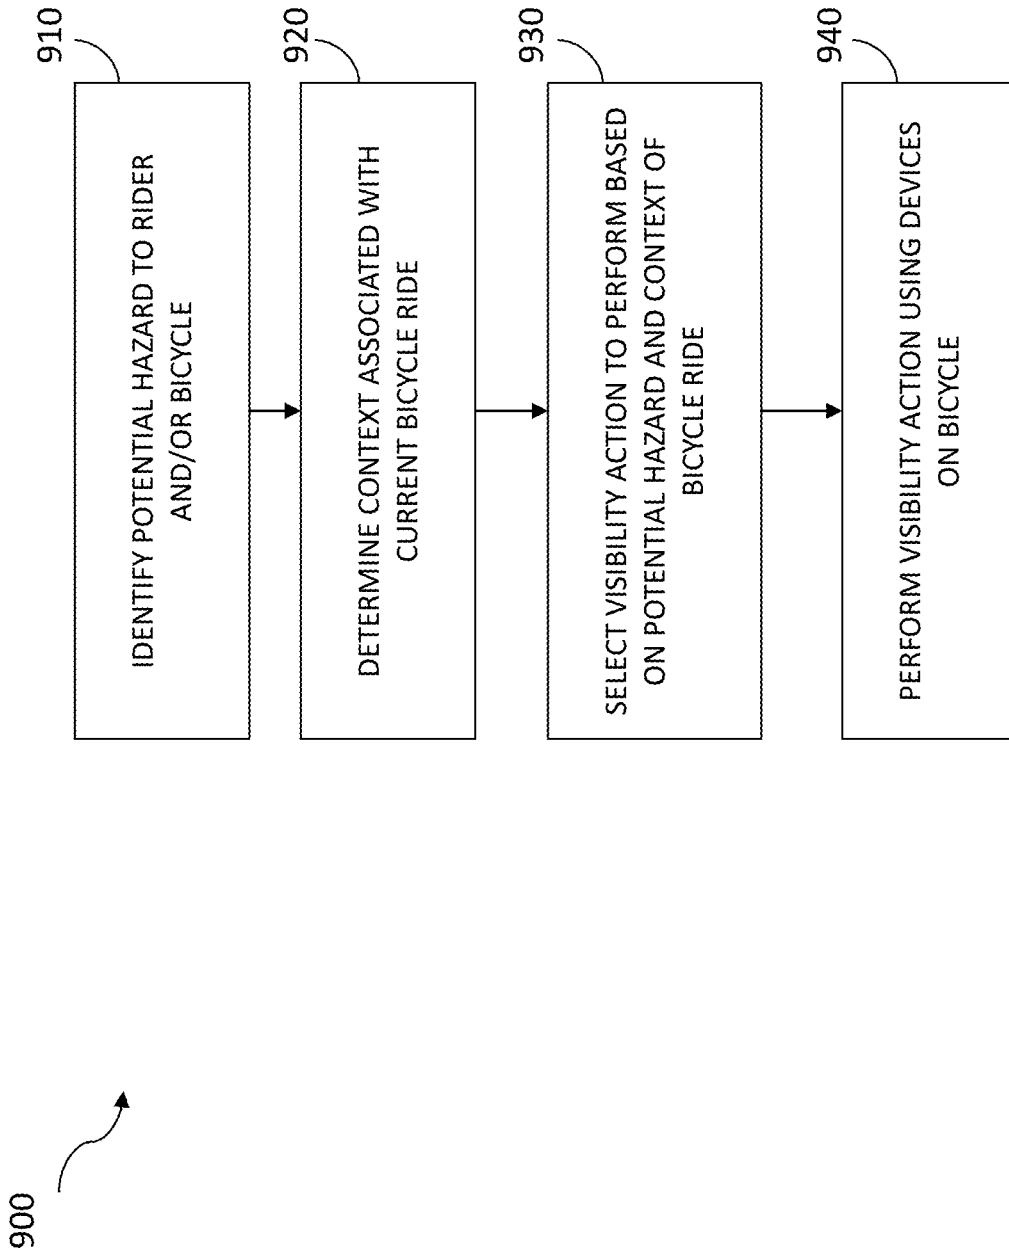 900
910
IDENTIFY POTENTIAL HAZARD TO RIDER
AND/OR BICYCLE
920
DETERMINE CONTEXT ASSOCIATED WITH
CURRENT BICYCLE RIDE
930
SELECT VISIBILITY ACTION TO PERFORM BASED
ON POTENTIAL HAZARD AND CONTEXT OF
BICYCLE RIDE
940
PERFORM VISIBILITY ACTION USING DEVICES
ON BICYCLE